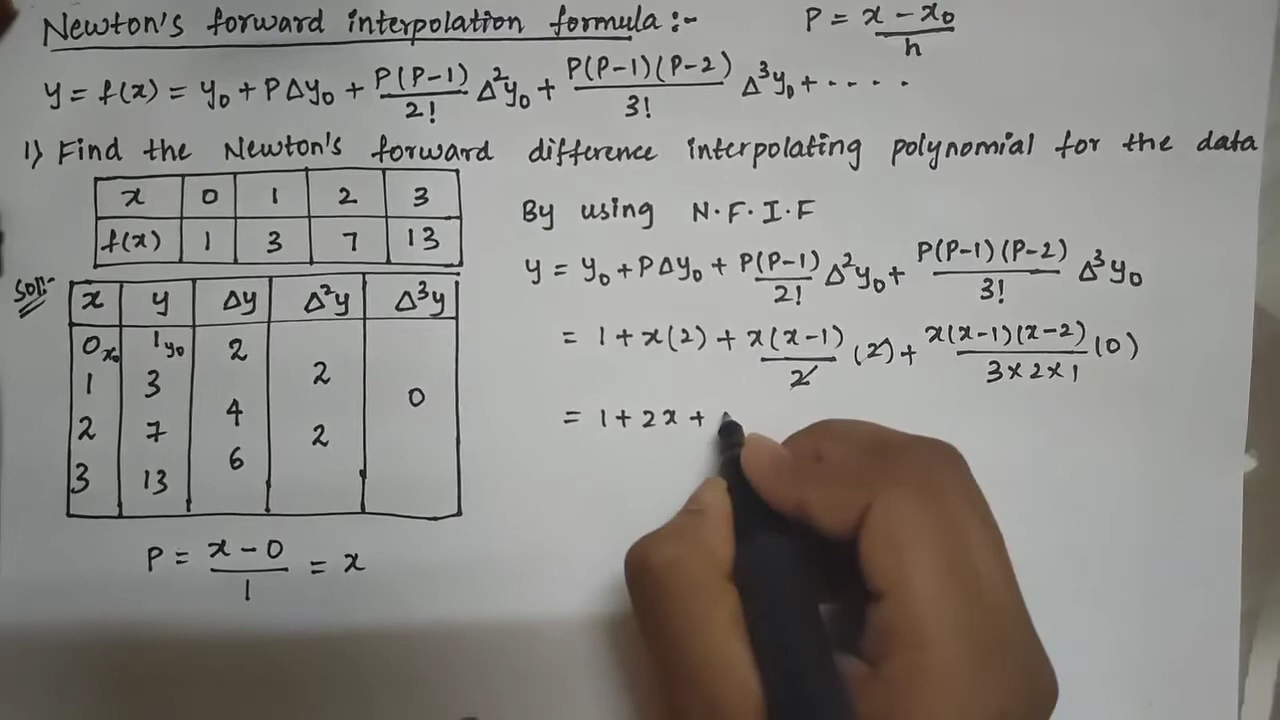 Newton's forward interpolation formula :- P = x - x₀ / h
y = f(x) = y₀ + PΔy₀ + P(P-1)/2! Δ²y₀ + P(P-1)(P-2)/3! Δ³y₀ + - - - -
1) Find the Newton's forward difference interpolating polynomial for the data
x 0 1 2 3
f(x) 1 3 7 13
Sol:-
x y Δy Δ²y Δ³y
0 x₀ 1 y₀ 2
1 3 2
0
2 7 4 2
3 13 6
P = x - 0 / 1 = x
By using N.F.I.F
y = y₀ + PΔy₀ + P(P-1)/2! Δ²y₀ + P(P-1)(P-2)/3! Δ³y₀
= 1 + x(2) + x(x-1)/2 (2) + x(x-1)(x-2)/3×2×1 (0)
= 1 + 2x +